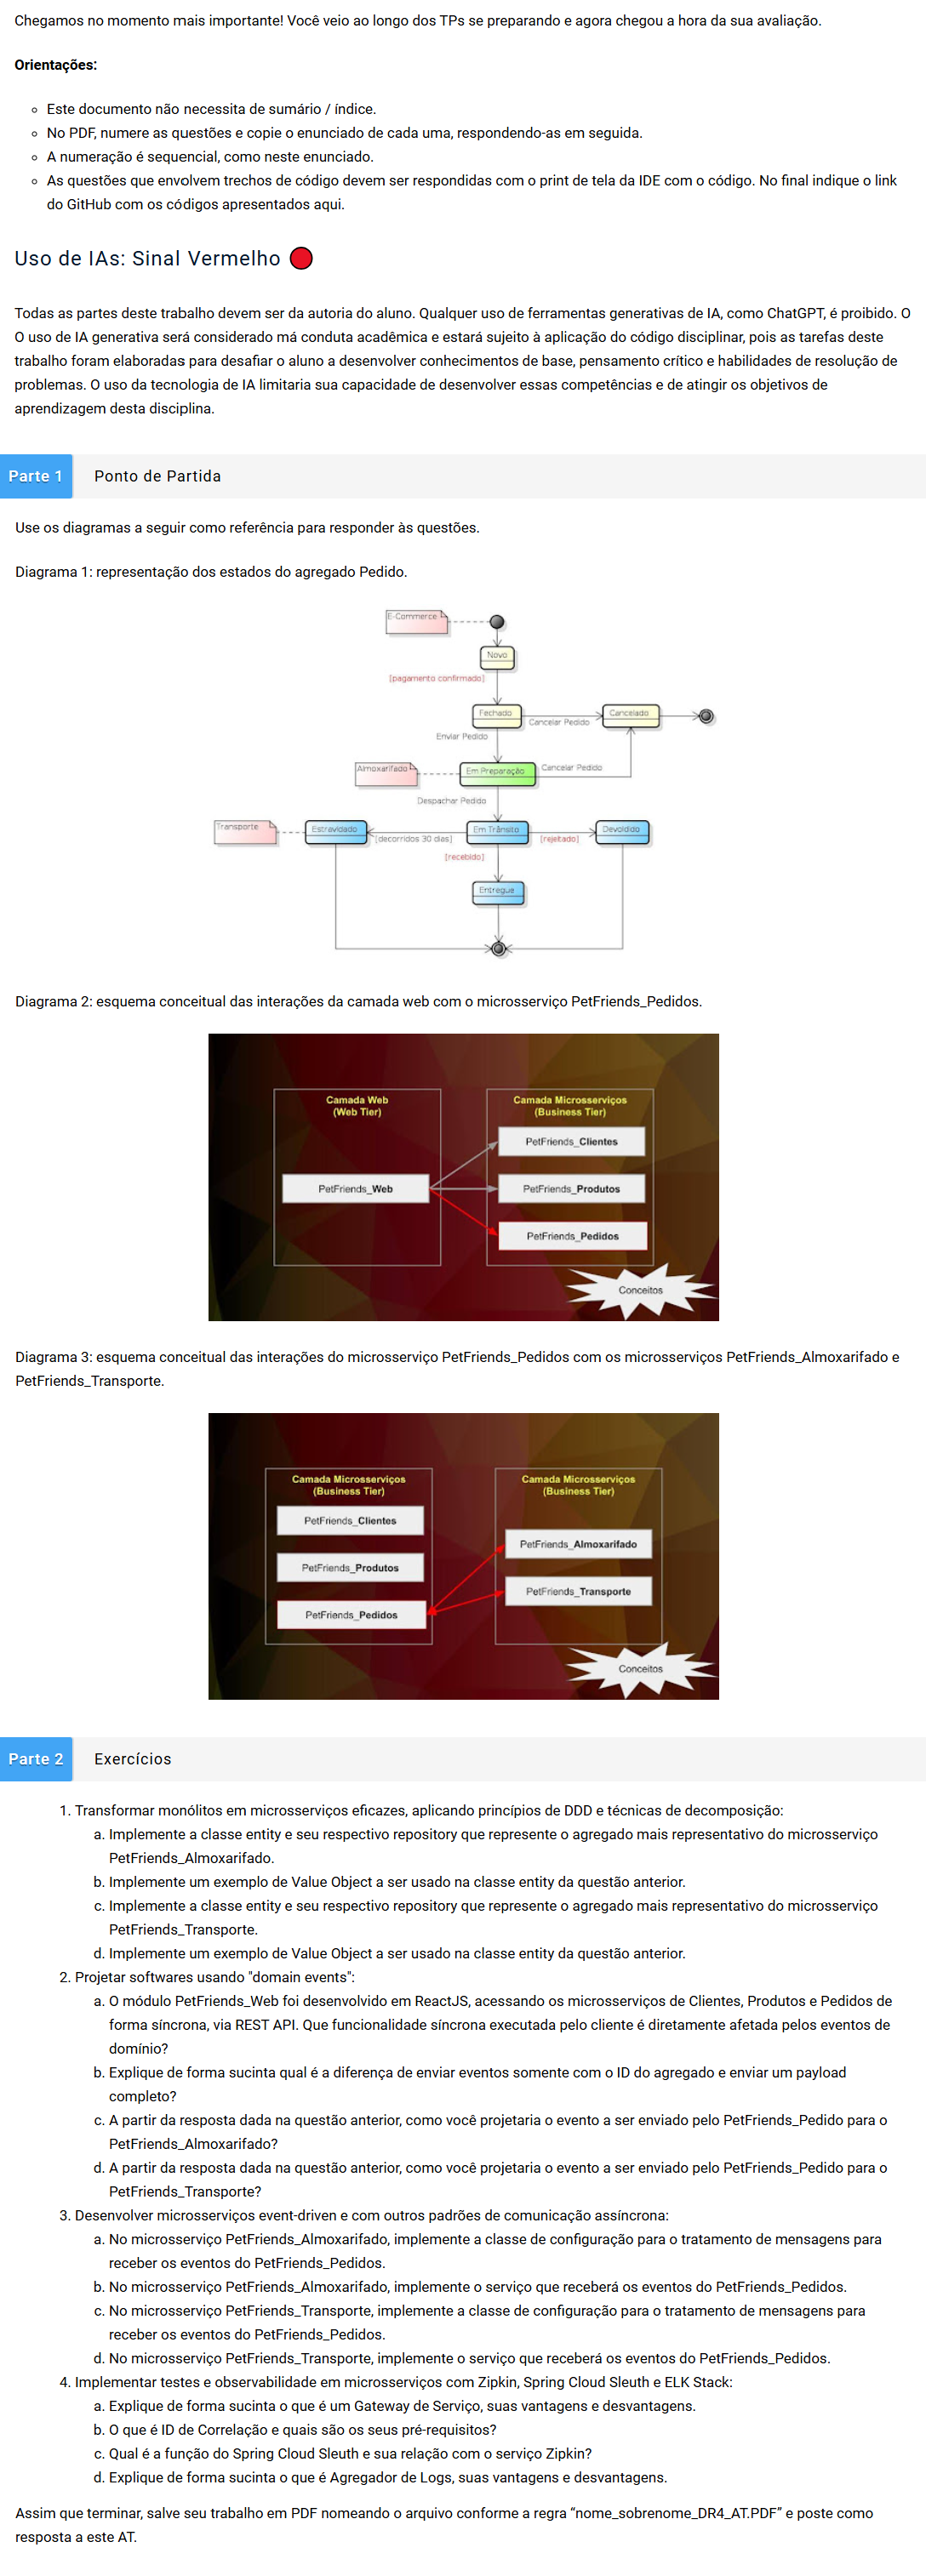 Chegamos no momento mais importante! Você veio ao longo dos TPs se preparando e agora chegou a hora da sua avaliação.
Orientações:
Este documento não necessita de sumário / índice.
No PDF, numere as questões e copie o enunciado de cada uma, respondendo-as em seguida.
A numeração é sequencial, como neste enunciado.
As questões que envolvem trechos de código devem ser respondidas com o print de tela da IDE com o código. No final indique o link
do GitHub com os códigos apresentados aqui.
Uso de IAs: Sinal Vermelho
Todas as partes deste trabalho devem ser da autoria do aluno. Qualquer uso de ferramentas generativas de IA, como ChatGPT, é proibido. O
O uso de IA generativa será considerado má conduta acadêmica e estará sujeito à aplicação do código disciplinar, pois as tarefas deste
trabalho foram elaboradas para desafiar o aluno a desenvolver conhecimentos de base, pensamento crítico e habilidades de resolução de
problemas. O uso da tecnologia de IA limitaria sua capacidade de desenvolver essas competências e de atingir os objetivos de
aprendizagem desta disciplina.
Parte 1 Ponto de Partida
Use os diagramas a seguir como referência para responder às questões.
Diagrama 1: representação dos estados do agregado Pedido.
E-Commerce
Novo
[pagamento confirmado]
Fechado
Cancelar Pedido
Cancelado
Enviar Pedido
Almoxarifado
Em Preparação
Cancelar Pedido
Despachar Pedido
Transporte
Extraviado
[decorridos 30 dias]
Em Trânsito
[rejeitado]
Devolvido
[recebido]
Entregue
Diagrama 2: esquema conceitual das interações da camada web com o microsserviço PetFriends_Pedidos.
Camada Web
(Web Tier)
Camada Microsserviços
(Business Tier)
PetFriends_Clientes
PetFriends_Web
PetFriends_Produtos
PetFriends_Pedidos
Conceitos
Diagrama 3: esquema conceitual das interações do microsserviço PetFriends_Pedidos com os microsserviços PetFriends_Almoxarifado e
PetFriends_Transporte.
Camada Microsserviços
(Business Tier)
Camada Microsserviços
(Business Tier)
PetFriends_Clientes
PetFriends_Almoxarifado
PetFriends_Produtos
PetFriends_Transporte
PetFriends_Pedidos
Conceitos
Parte 2 Exercícios
1. Transformar monólitos em microsserviços eficazes, aplicando princípios de DDD e técnicas de decomposição:
a. Implemente a classe entity e seu respectivo repository que represente o agregado mais representativo do microsserviço
PetFriends_Almoxarifado.
b. Implemente um exemplo de Value Object a ser usado na classe entity da questão anterior.
c. Implemente a classe entity e seu respectivo repository que represente o agregado mais representativo do microsserviço
PetFriends_Transporte.
d. Implemente um exemplo de Value Object a ser usado na classe entity da questão anterior.
2. Projetar softwares usando "domain events":
a. O módulo PetFriends_Web foi desenvolvido em ReactJS, acessando os microsserviços de Clientes, Produtos e Pedidos de
forma síncrona, via REST API. Que funcionalidade síncrona executada pelo cliente é diretamente afetada pelos eventos de
domínio?
b. Explique de forma sucinta qual é a diferença de enviar eventos somente com o ID do agregado e enviar um payload
completo?
c. A partir da resposta dada na questão anterior, como você projetaria o evento a ser enviado pelo PetFriends_Pedido para o
PetFriends_Almoxarifado?
d. A partir da resposta dada na questão anterior, como você projetaria o evento a ser enviado pelo PetFriends_Pedido para o
PetFriends_Transporte?
3. Desenvolver microsserviços event-driven e com outros padrões de comunicação assíncrona:
a. No microsserviço PetFriends_Almoxarifado, implemente a classe de configuração para o tratamento de mensagens para
receber os eventos do PetFriends_Pedidos.
b. No microsserviço PetFriends_Almoxarifado, implemente o serviço que receberá os eventos do PetFriends_Pedidos.
c. No microsserviço PetFriends_Transporte, implemente a classe de configuração para o tratamento de mensagens para
receber os eventos do PetFriends_Pedidos.
d. No microsserviço PetFriends_Transporte, implemente o serviço que receberá os eventos do PetFriends_Pedidos.
4. Implementar testes e observabilidade em microsserviços com Zipkin, Spring Cloud Sleuth e ELK Stack:
a. Explique de forma sucinta o que é um Gateway de Serviço, suas vantagens e desvantagens.
b. O que é ID de Correlação e quais são os seus pré-requisitos?
c. Qual é a função do Spring Cloud Sleuth e sua relação com o serviço Zipkin?
d. Explique de forma sucinta o que é Agregador de Logs, suas vantagens e desvantagens.
Assim que terminar, salve seu trabalho em PDF nomeando o arquivo conforme a regra “nome_sobrenome_DR4_AT.PDF” e poste como
resposta a este AT.